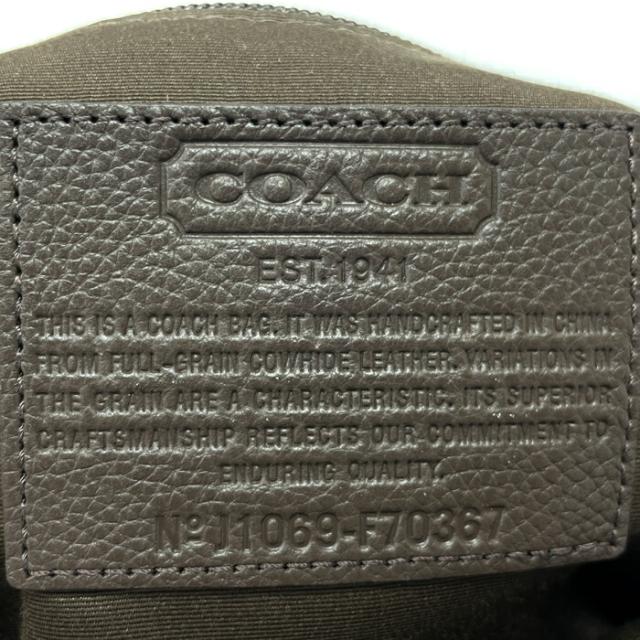 COACH
EST. 1941
THIS IS A COACH BAG. IT WAS HANDCRAFTED IN CHINA
FROM FULL-GRAIN COWHIDE LEATHER. VARIATIONS IN
THE GRAIN ARE A CHARACTERISTIC. ITS SUPERIOR
CRAFTSMANSHIP REFLECTS OUR COMMITMENT TO
ENDURING QUALITY.
Nº J1069-F70367